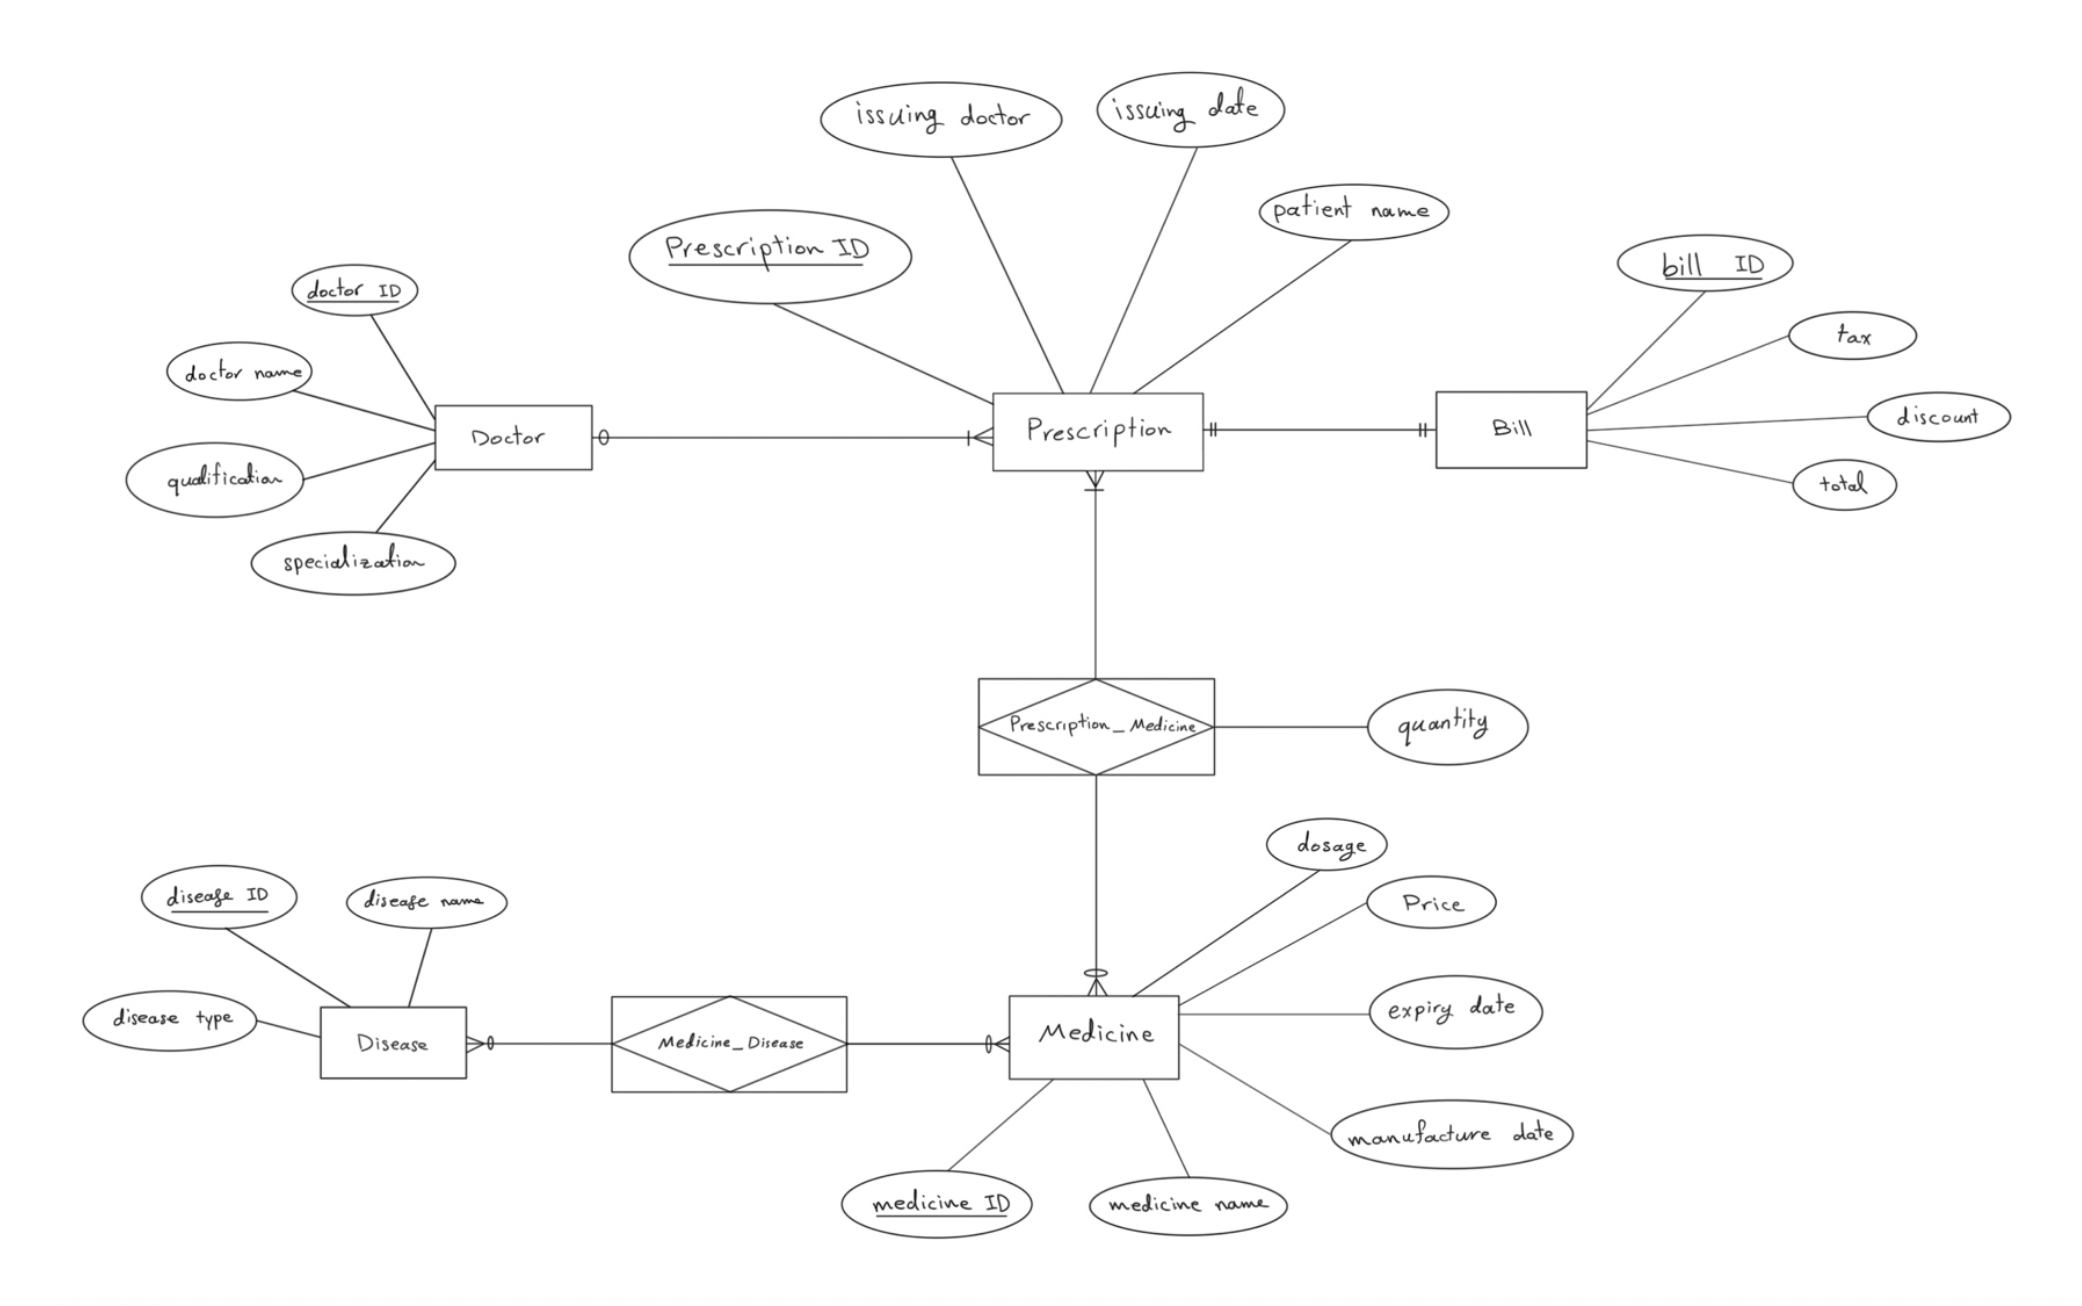 issuing doctor
issuing date
patient name
Prescription ID
bill ID
doctor ID
tax
doctor name
discount
Doctor
Prescription
Bill
qualification
total
specialization
Prescription_Medicine
quantity
dosage
disease ID
disease name
Price
disease type
expiry date
Disease
Medicine_Disease
Medicine
manufacture date
medicine ID
medicine name